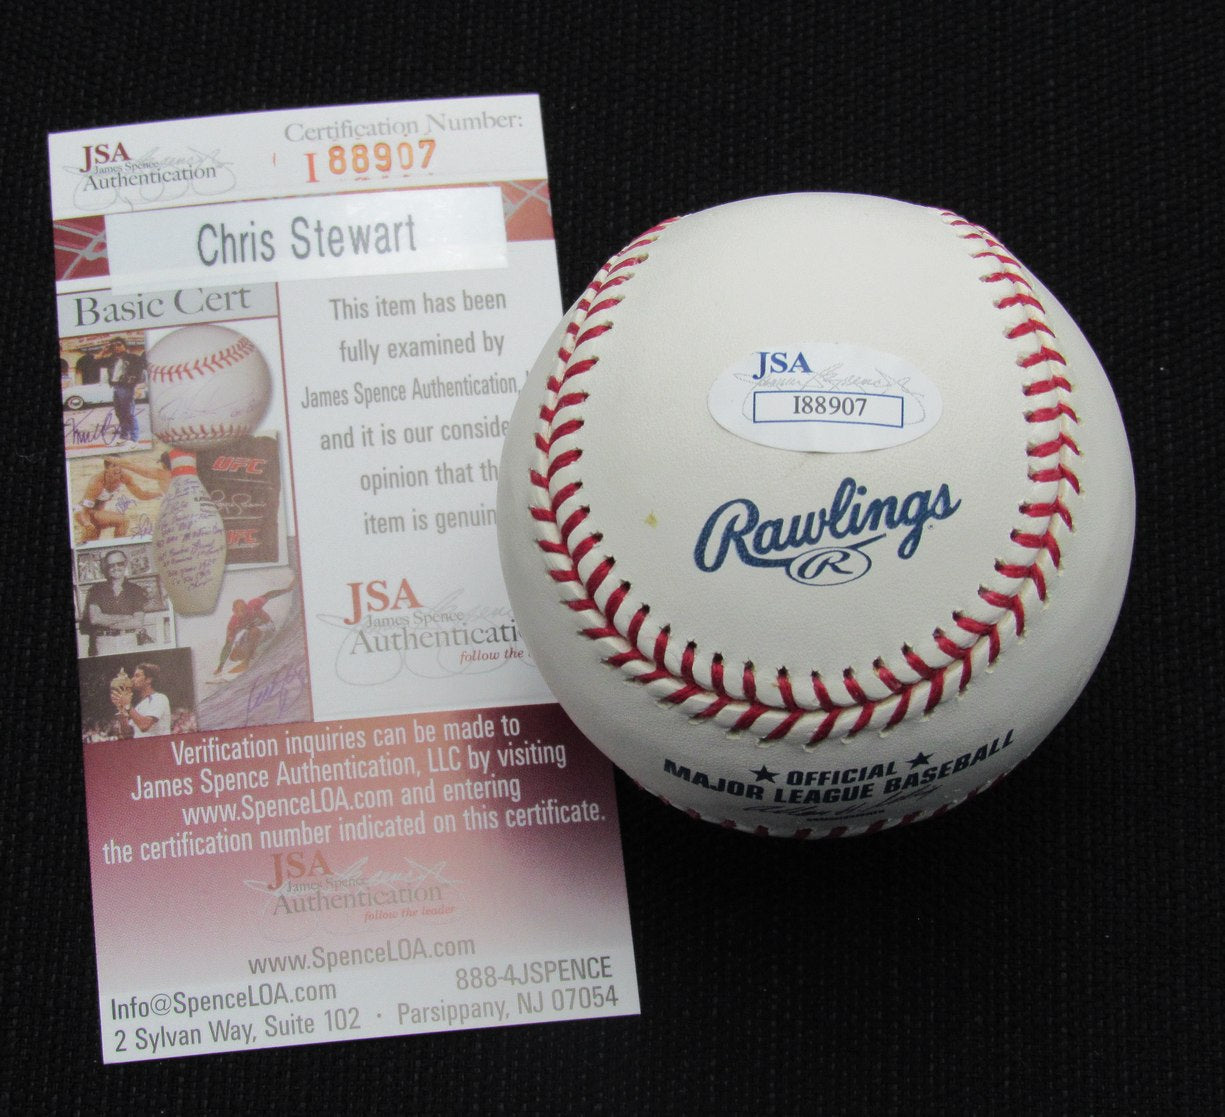 Certification Number:
JSA
James Spence
Authentication
I 88907
Chris Stewart
Basic Cert
This item has been
fully examined by
James Spence Authentication,
and it is our conside
opinion that th
item is genuin
UFC
JSA
James Spence
Authenticati
follow the
Verification inquiries can be made to
James Spence Authentication, LLC by visiting
www.SpenceLOA.com and entering
the certification number indicated on this certificate.
JSA
James Spence
Authentication
follow the leader
www.SpenceLOA.com
Info@SpenceLOA.com
888-4JSPENCE
2 Sylvan Way, Suite 102 · Parsippany, NJ 07054
JSA
I88907
Rawlings
R
★ OFFICIAL ★
MAJOR LEAGUE BASEBALL